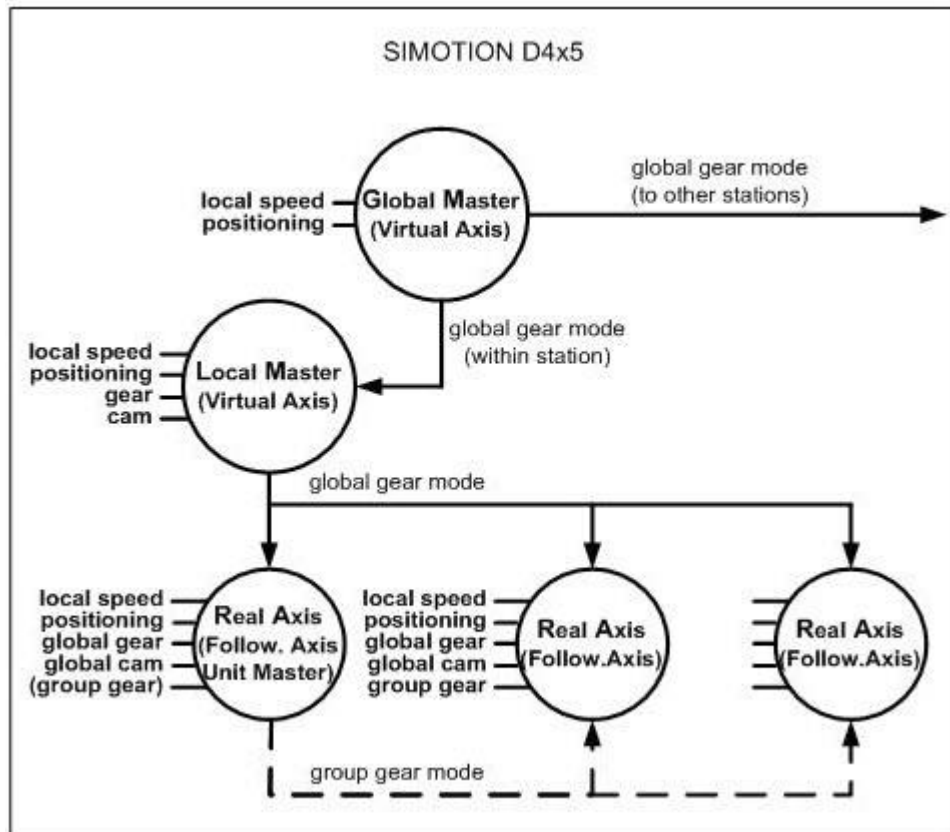 SIMOTION D4x5
global gear mode
(to other stations)
local speed
positioning
Global Master
(Virtual Axis)
global gear mode
(within station)
local speed
positioning
gear
cam
Local Master
(Virtual Axis)
global gear mode
local speed
positioning
global gear
global cam
(group gear)
Real Axis
(Follow. Axis
Unit Master)
local speed
positioning
global gear
global cam
group gear
Real Axis
(Follow.Axis)
Real Axis
(Follow.Axis)
group gear mode